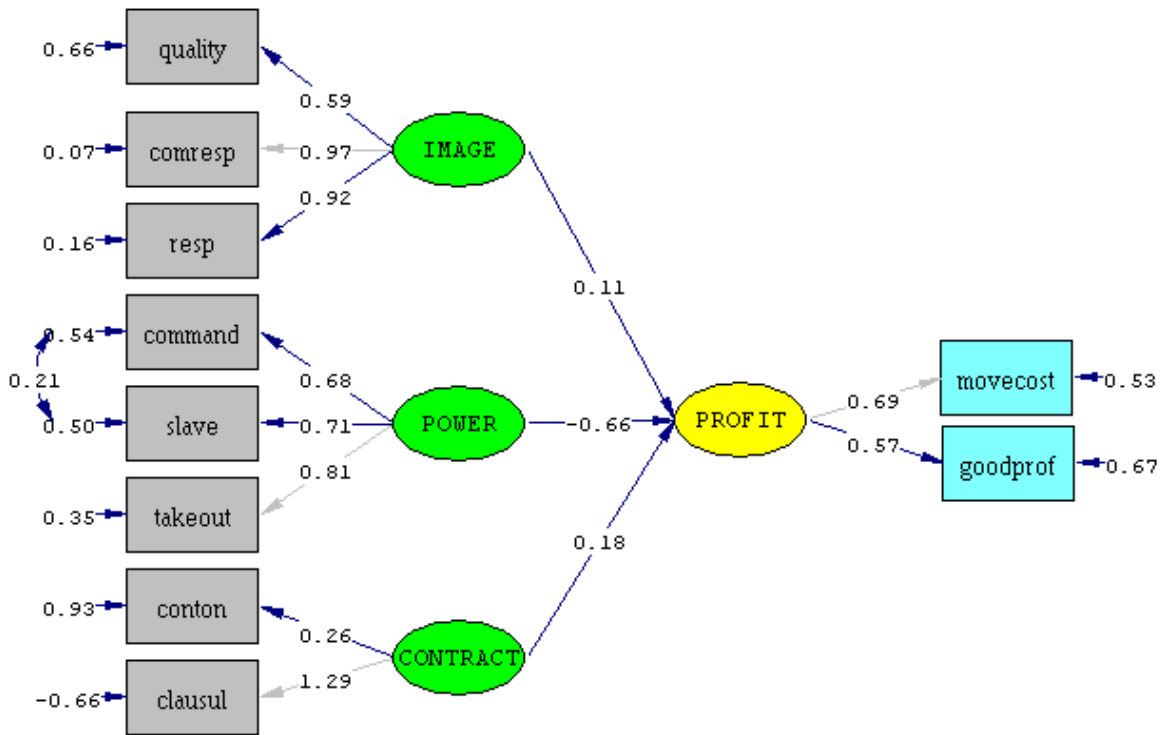 0.66 quality
0.59
0.07 comresp 0.97 IMAGE
0.92
0.16 resp
0.11
0.54 command
0.21 0.68
0.50 slave 0.71 POWER -0.66 PROFIT
0.81
0.35 takeout
0.69 movecost 0.53
0.57 goodprof 0.67
0.18
0.93 conton
0.26
CONTRACT
1.29
-0.66 clausul